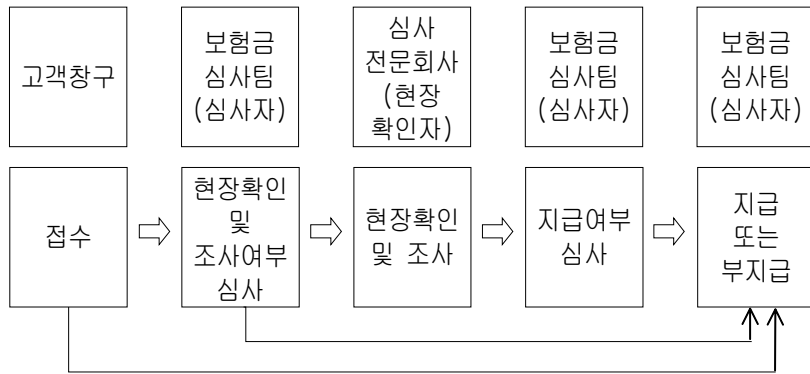 고객창구
보험금
심사팀
(심사자)
심사
전문회사
(현장
확인자)
보험금
심사팀
(심사자)
보험금
심사팀
(심사자)
접수
현장확인
및
조사여부
심사
현장확인
및 조사
지급여부
심사
지급
또는
부지급